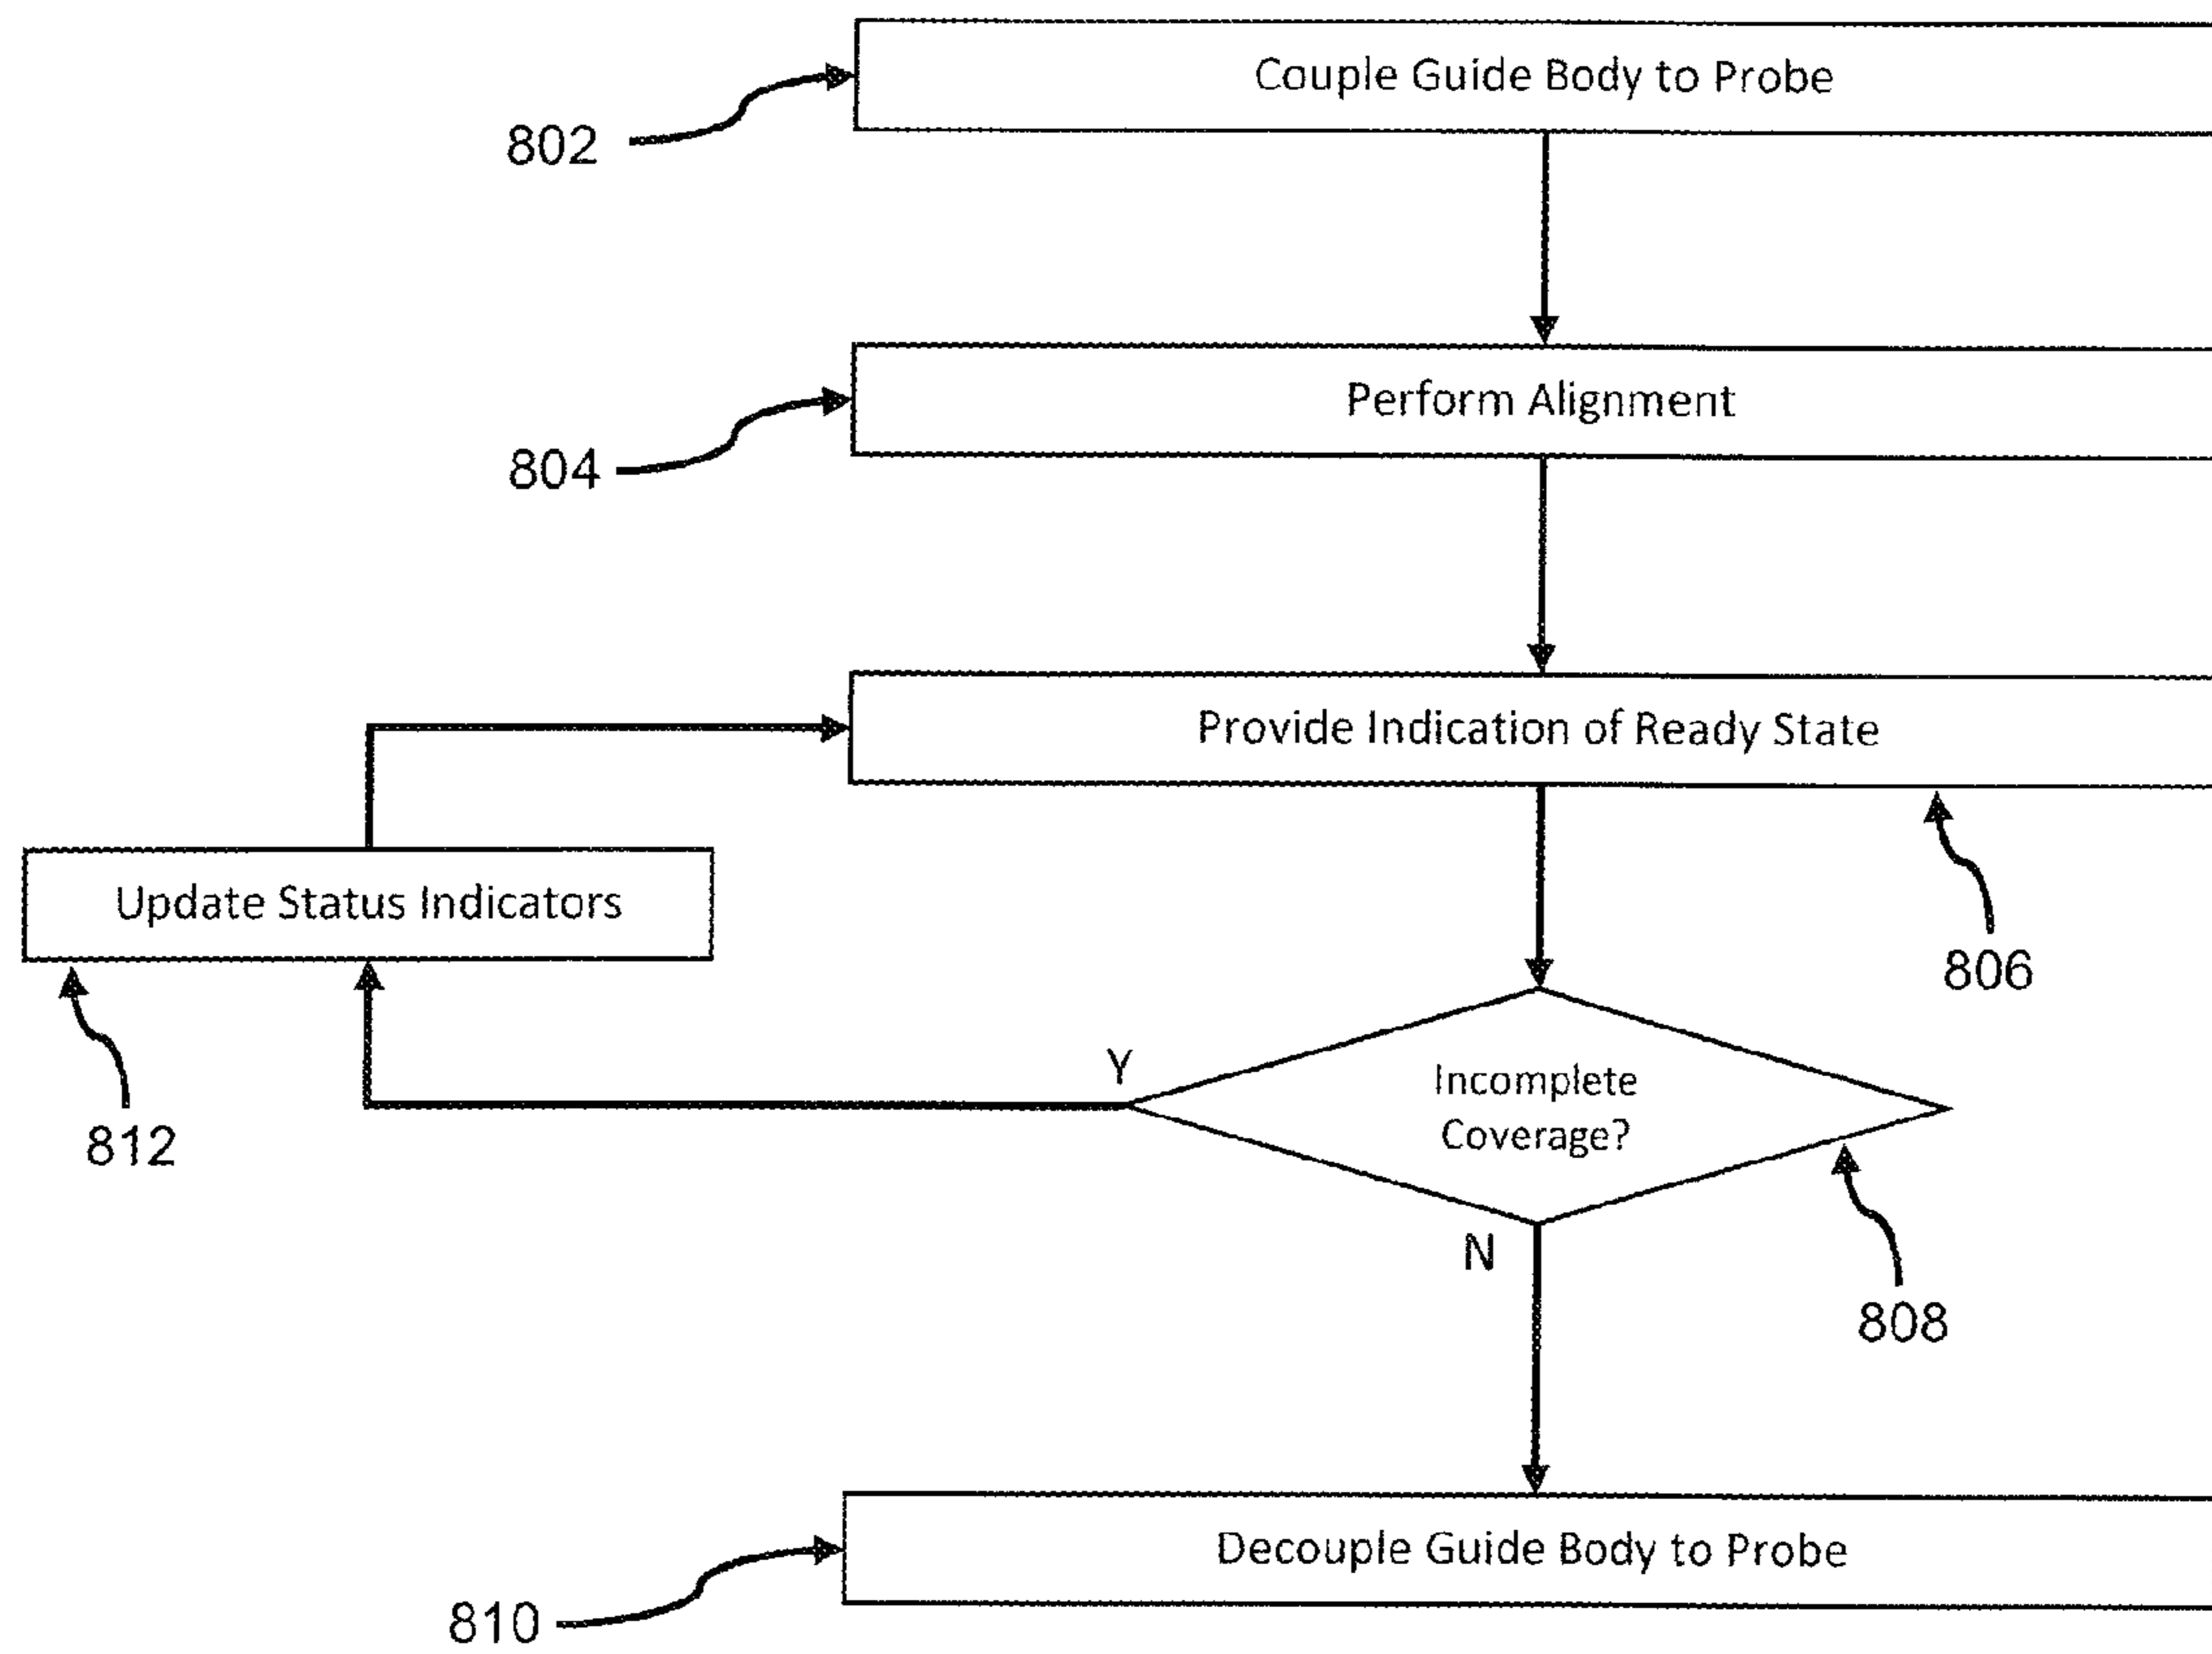 Couple Guide Body to Probe
802
Perform Alignment
804
Provide Indication of Ready State
Update Status Indicators
806
Y
Incomplete
Coverage?
812
N
808
Decouple Guide Body to Probe
810